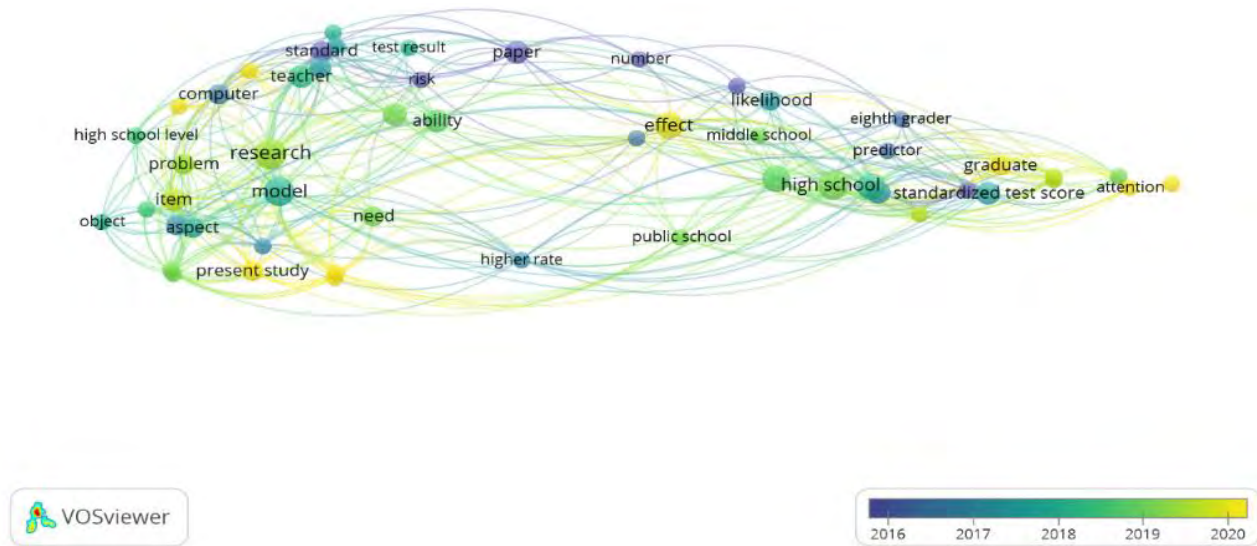 standard
test result
paper
number
teacher
risk
computer
likelihood
ability
effect
eighth grader
high school level
middle school
research
predictor
problem
graduate
model
high school
standardized test score
attention
item
need
object
aspect
public school
higher rate
present study
VOSviewer
2016
2017
2018
2019
2020